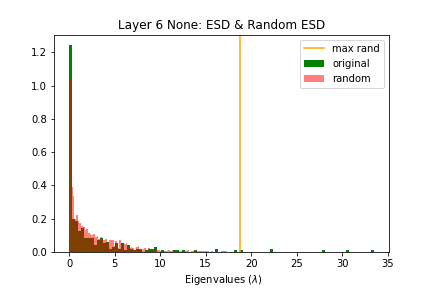 Layer 6 None: ESD & Random ESD
max rand
original
random
1.2
1.0
0.8
0.6
0.4
0.2
0.0
0 5 10 15 20 25 30 35
Eigenvalues (λ)